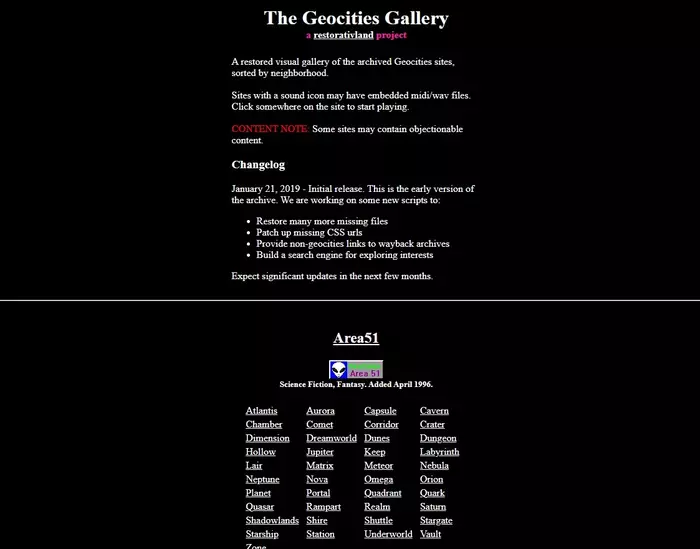 The Geocities Gallery
a restorativland project
A restored visual gallery of the archived Geocities sites,
sorted by neighborhood.
Sites with a sound icon may have embedded midi/wav files.
Click somewhere on the site to start playing.
CONTENT NOTE: Some sites may contain objectionable
content.
Changelog
January 21, 2019 - Initial release. This is the early version of
the archive. We are working on some new scripts to:
• Restore many more missing files
• Patch up missing CSS urls
• Provide non-geocities links to wayback archives
• Build a search engine for exploring interests
Expect significant updates in the next few months.
Area51
Area 51
Science Fiction, Fantasy. Added April 1996.
Atlantis Aurora Capsule Cavern
Chamber Comet Corridor Crater
Dimension Dreamworld Dunes Dungeon
Hollow Jupiter Keep Labyrinth
Lair Matrix Meteor Nebula
Neptune Nova Omega Orion
Planet Portal Quadrant Quark
Quasar Rampart Realm Saturn
Shadowlands Shire Shuttle Stargate
Starship Station Underworld Vault
Zone